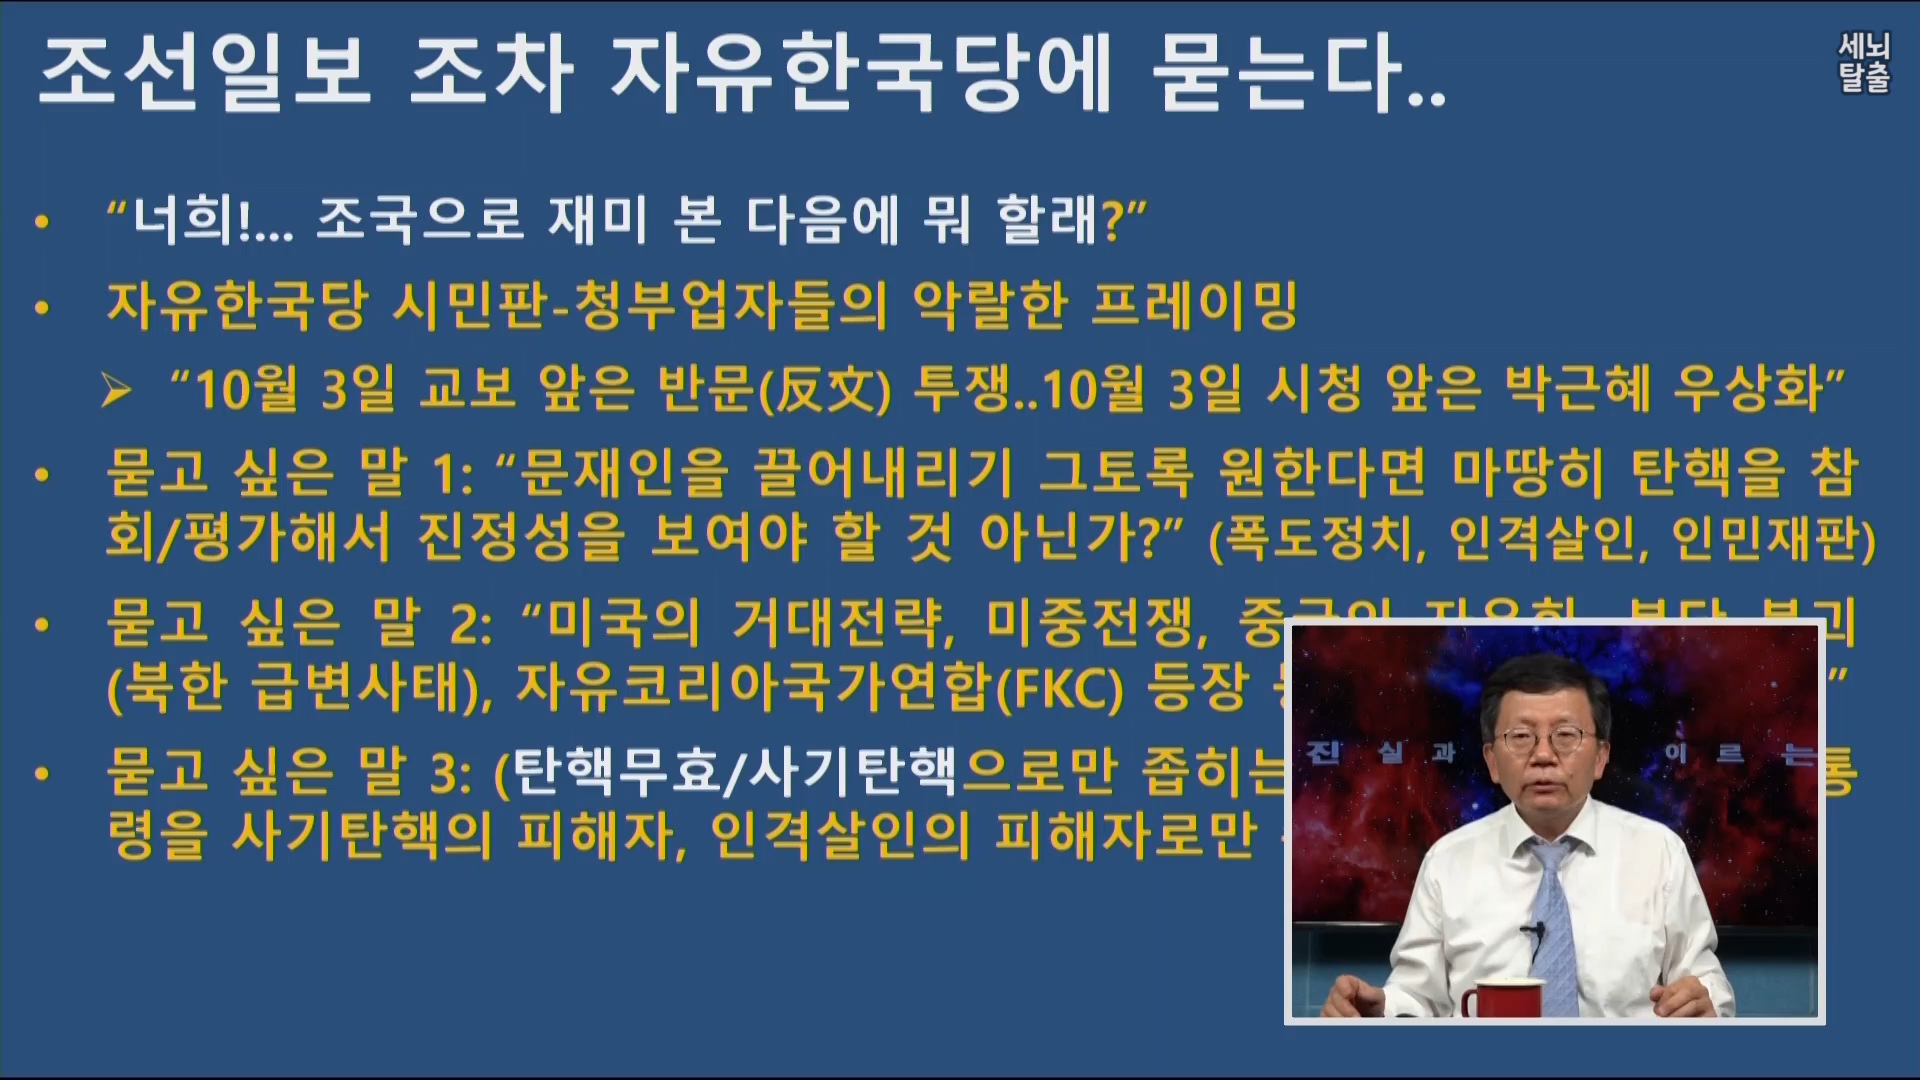 조선일보 조차 자유한국당에 묻는다..
세뇌
탈출
• “너희!... 조국으로 재미 본 다음에 뭐 할래?”
• 자유한국당 시민판-청부업자들의 악랄한 프레이밍
➢ “10월 3일 교보 앞은 반문(反文) 투쟁..10월 3일 시청 앞은 박근혜 우상화”
• 묻고 싶은 말 1: “문재인을 끌어내리기 그토록 원한다면 마땅히 탄핵을 참
회/평가해서 진정성을 보여야 할 것 아닌가?” (폭도정치, 인격살인, 인민재판)
• 묻고 싶은 말 2: “미국의 거대전략, 미중전쟁,
(북한 급변사태), 자유코리아국가연합(FKC) 등장 ”
• 묻고 싶은 말 3: (탄핵무효/사기탄핵으로만 좁히는 통
령을 사기탄핵의 피해자, 인격살인의 피해자로만
진 실 과 이 르 는